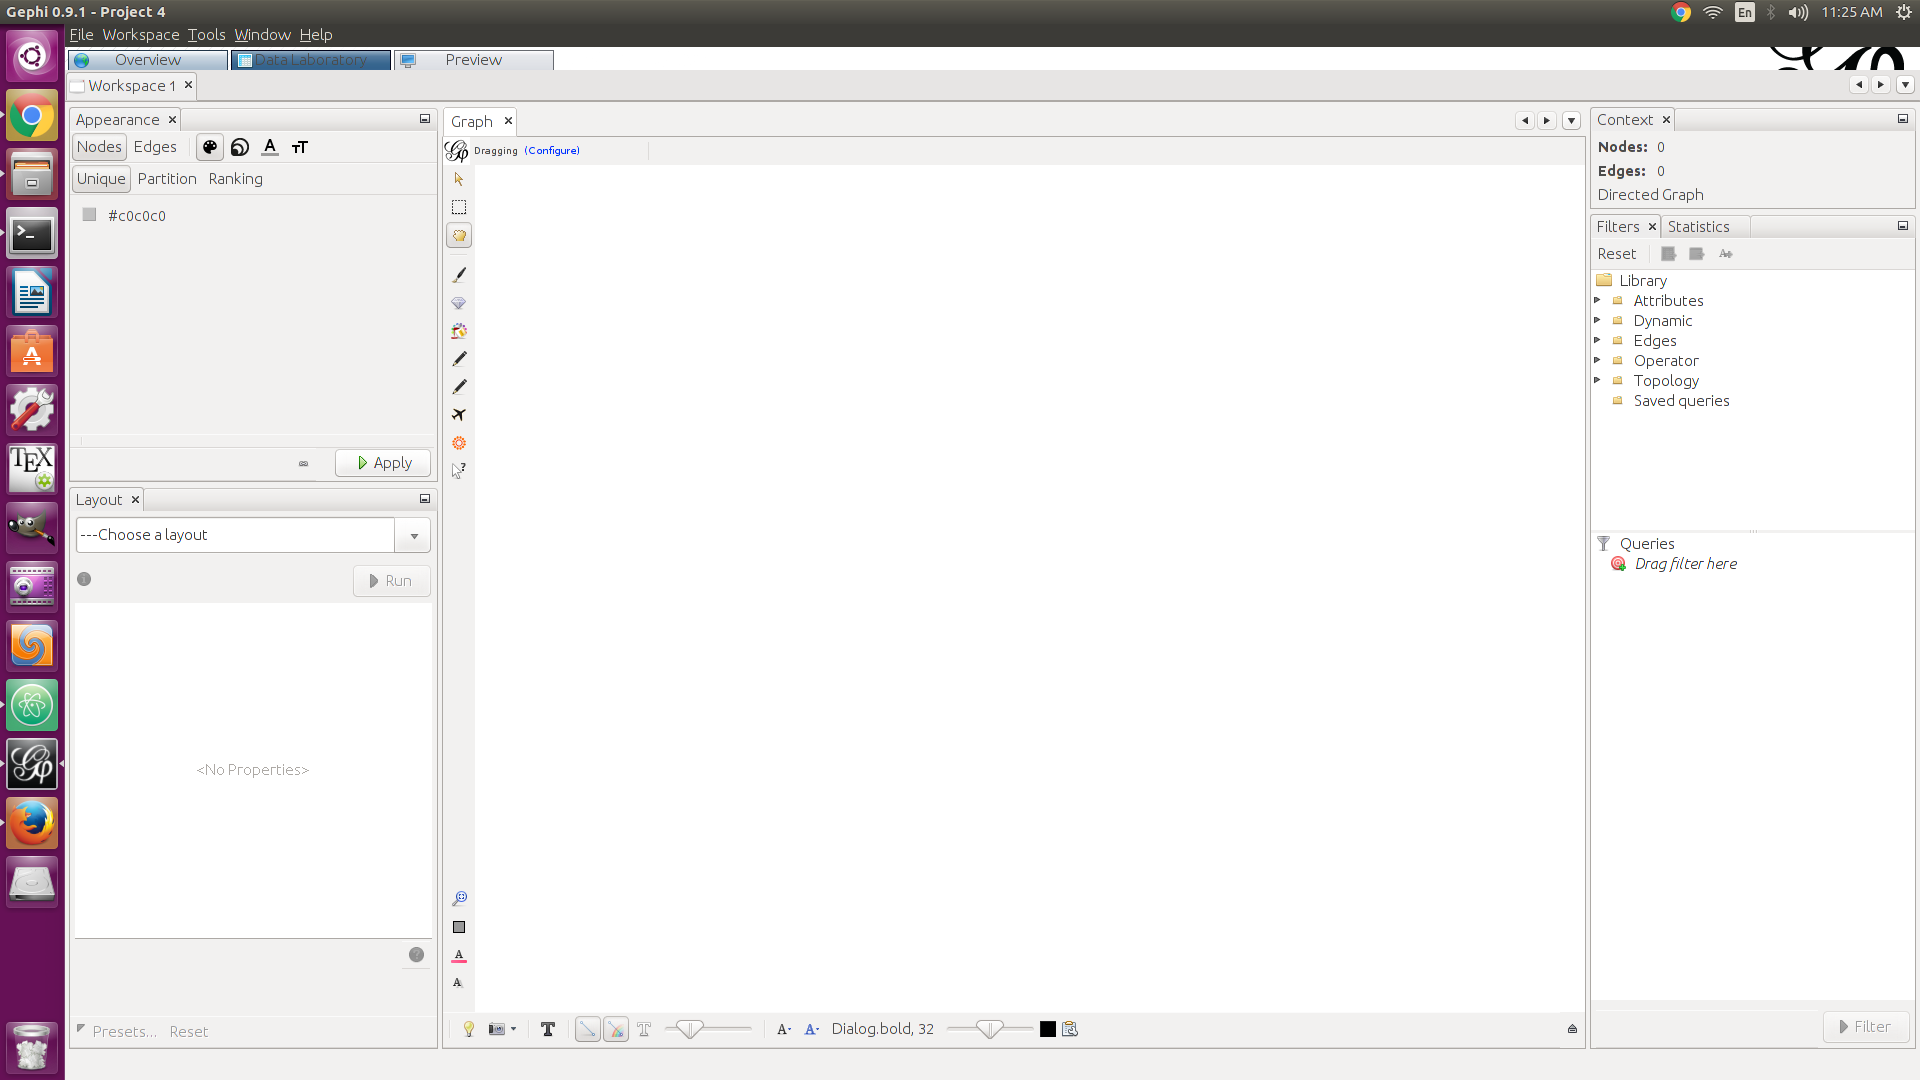 Gephi 0.9.1 - Project 4
En
11:25 AM
File Workspace Tools Window Help
Overview
Data Laboratory
Preview
Workspace 1
Appearance
Nodes Edges
Unique Partition Ranking
#c0c0c0
Apply
Layout
---Choose a layout
Run
<No Properties>
Presets... Reset
Graph
Dragging (Configure)
Dialog.bold, 32
Context
Nodes: 0
Edges: 0
Directed Graph
Filters
Statistics
Reset
Library
Attributes
Dynamic
Edges
Operator
Topology
Saved queries
Queries
Drag filter here
Filter
TEX